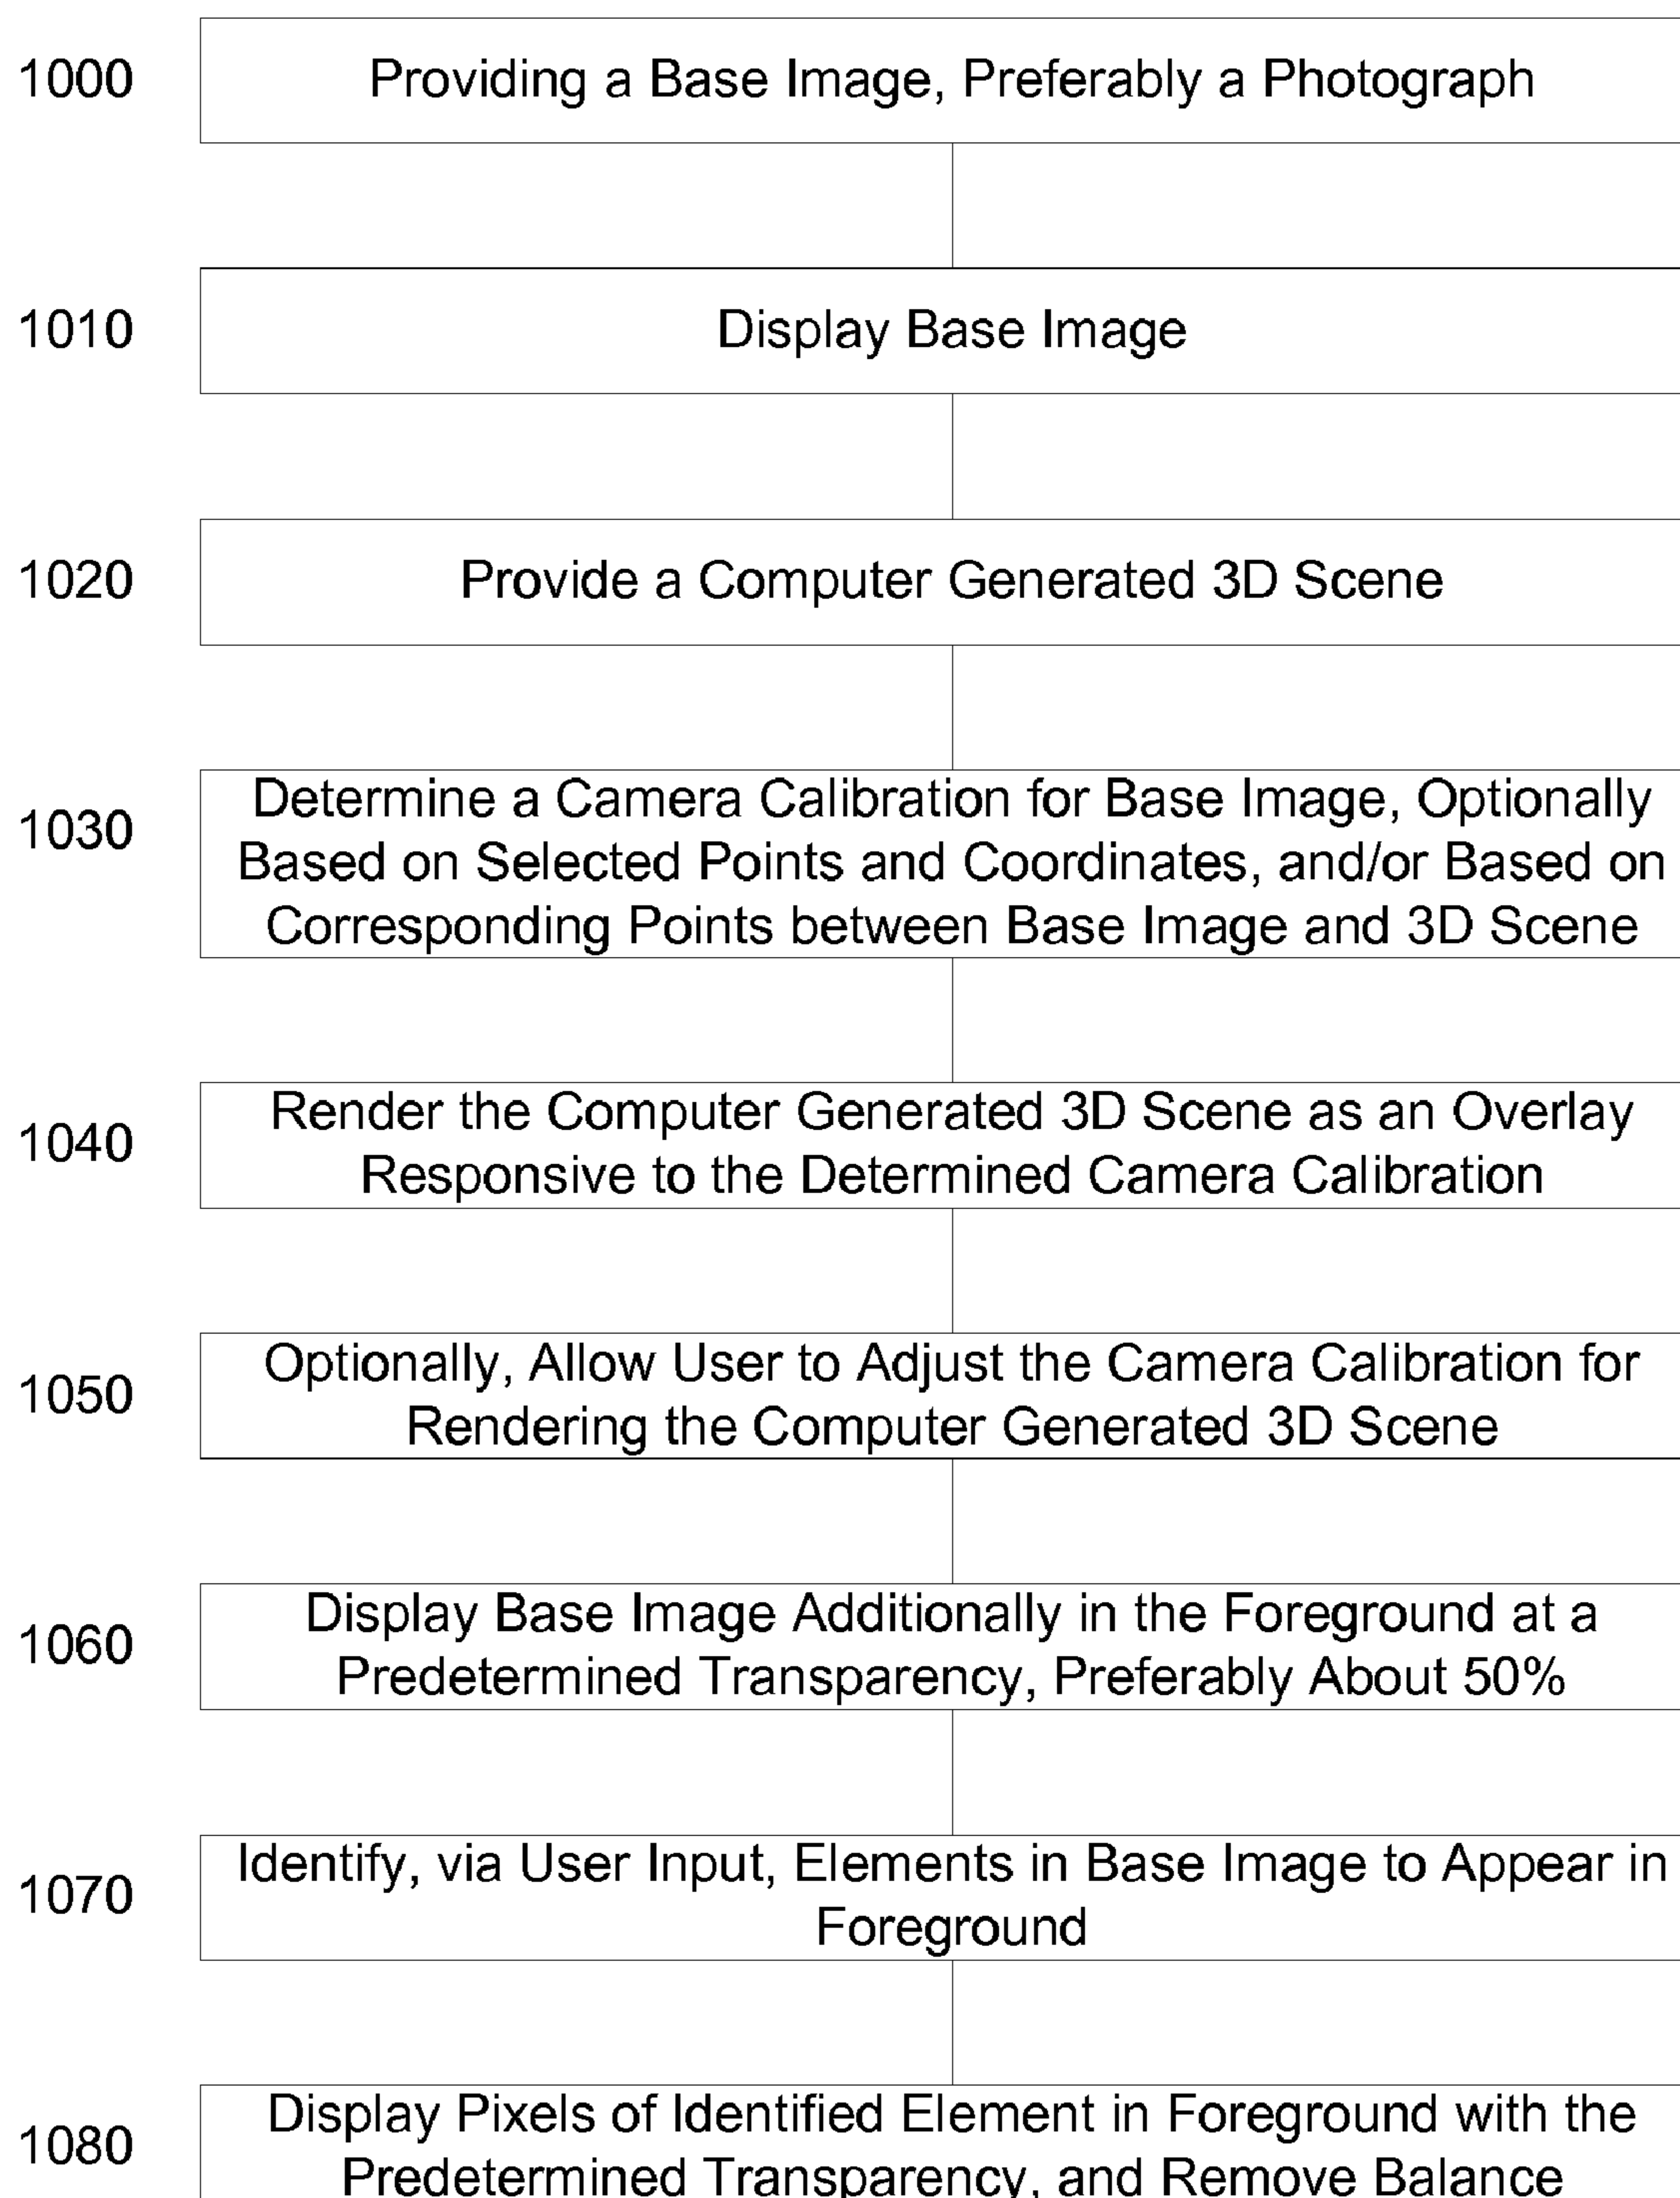 1000
Providing a Base Image, Preferably a Photograph
1010
Display Base Image
1020
Provide a Computer Generated 3D Scene
1030
Determine a Camera Calibration for Base Image, Optionally
Based on Selected Points and Coordinates, and/or Based on
Corresponding Points between Base Image and 3D Scene
1040
Render the Computer Generated 3D Scene as an Overlay
Responsive to the Determined Camera Calibration
1050
Optionally, Allow User to Adjust the Camera Calibration for
Rendering the Computer Generated 3D Scene
1060
Display Base Image Additionally in the Foreground at a
Predetermined Transparency, Preferably About 50%
1070
Identify, via User Input, Elements in Base Image to Appear in
Foreground
1080
Display Pixels of Identified Element in Foreground with the
Predetermined Transparency, and Remove Balance